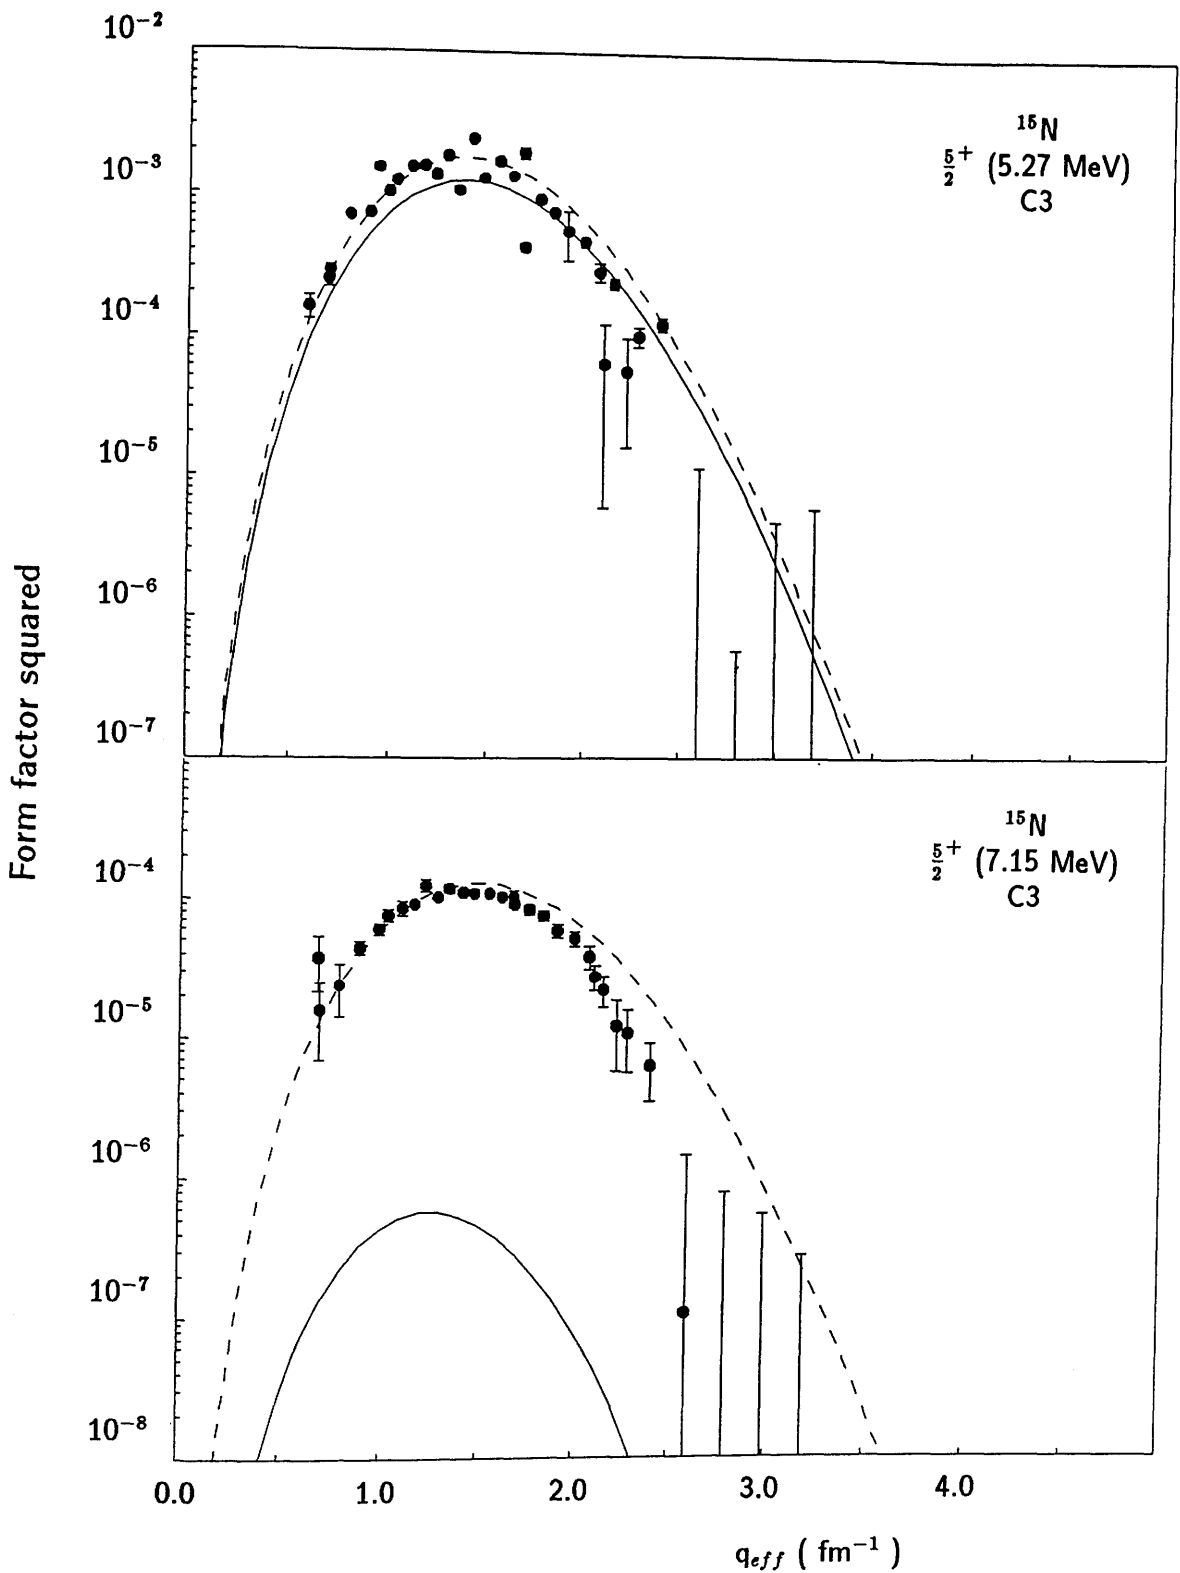 10⁻²
10⁻³
10⁻⁴
10⁻⁵
10⁻⁶
10⁻⁷
¹⁵N
5/2⁺ (5.27 MeV)
C3
Form factor squared
10⁻⁴
10⁻⁵
10⁻⁶
10⁻⁷
10⁻⁸
¹⁵N
5/2⁺ (7.15 MeV)
C3
0.0 1.0 2.0 3.0 4.0
q_eff ( fm⁻¹ )